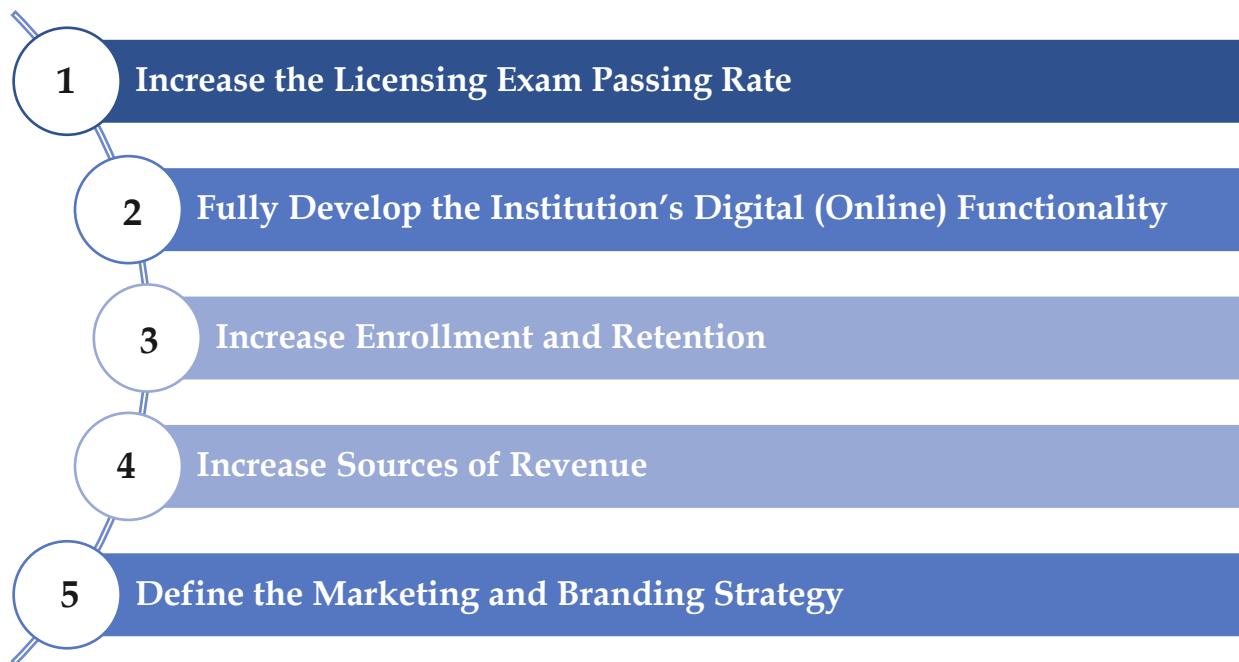 1 Increase the Licensing Exam Passing Rate
2 Fully Develop the Institution’s Digital (Online) Functionality
3 Increase Enrollment and Retention
4 Increase Sources of Revenue
5 Define the Marketing and Branding Strategy